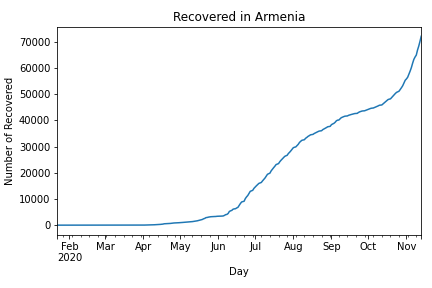 Recovered in Armenia
Number of Recovered
70000
60000
50000
40000
30000
20000
10000
0
Feb Mar Apr May Jun Jul Aug Sep Oct Nov
2020
Day